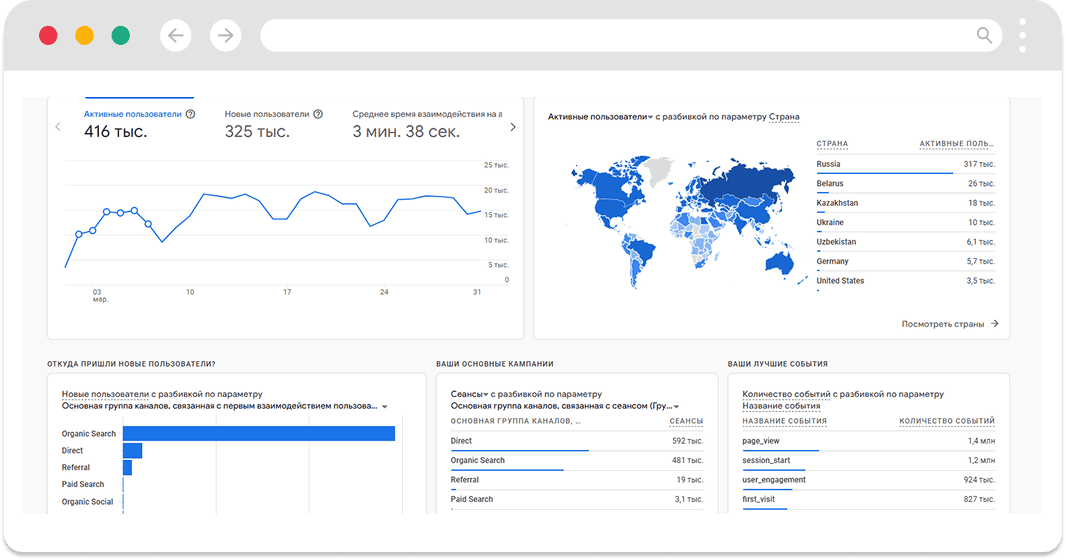 Активные пользователи
416 тыс.
Новые пользователи
325 тыс.
Среднее время взаимодействия на а
3 мин. 38 сек.
25 тыс.
20 тыс.
15 тыс.
10 тыс.
5 тыс.
0
03
мар.
10
17
24
31
Активные пользователи с разбивкой по параметру Страна
СТРАНА АКТИВНЫЕ ПОЛЬ...
Russia 317 тыс.
Belarus 26 тыс.
Kazakhstan 18 тыс.
Ukraine 10 тыс.
Uzbekistan 6,1 тыс.
Germany 5,7 тыс.
United States 3,5 тыс.
Посмотреть страны
ОТКУДА ПРИШЛИ НОВЫЕ ПОЛЬЗОВАТЕЛИ?
Новые пользователи с разбивкой по параметру
Основная группа каналов, связанная с первым взаимодействием пользова...
Organic Search
Direct
Referral
Paid Search
Organic Social
ВАШИ ОСНОВНЫЕ КАМПАНИИ
Сеансы с разбивкой по параметру
Основная группа каналов, связанная с сеансом (Гру...
ОСНОВНАЯ ГРУППА КАНАЛОВ, ... СЕАНСЫ
Direct 592 тыс.
Organic Search 481 тыс.
Referral 19 тыс.
Paid Search 3,1 тыс.
ВАШИ ЛУЧШИЕ СОБЫТИЯ
Количество событий с разбивкой по параметру
Название события
НАЗВАНИЕ СОБЫТИЯ КОЛИЧЕСТВО СОБЫТИЙ
page_view 1,4 млн
session_start 1,2 млн
user_engagement 924 тыс.
first_visit 827 тыс.